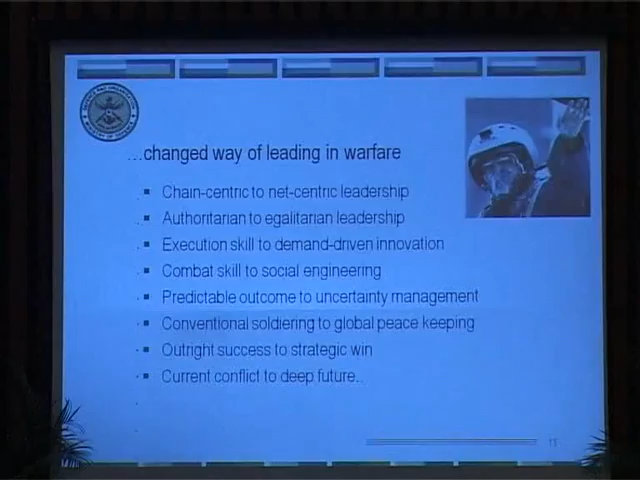 ...changed way of leading in warfare
Chain-centric to net-centric leadership
Authoritarian to egalitarian leadership
Execution skill to demand-driven innovation
Combat skill to social engineering
Predictable outcome to uncertainty management
Conventional soldiering to global peace keeping
Outright success to strategic win
Current conflict to deep future..